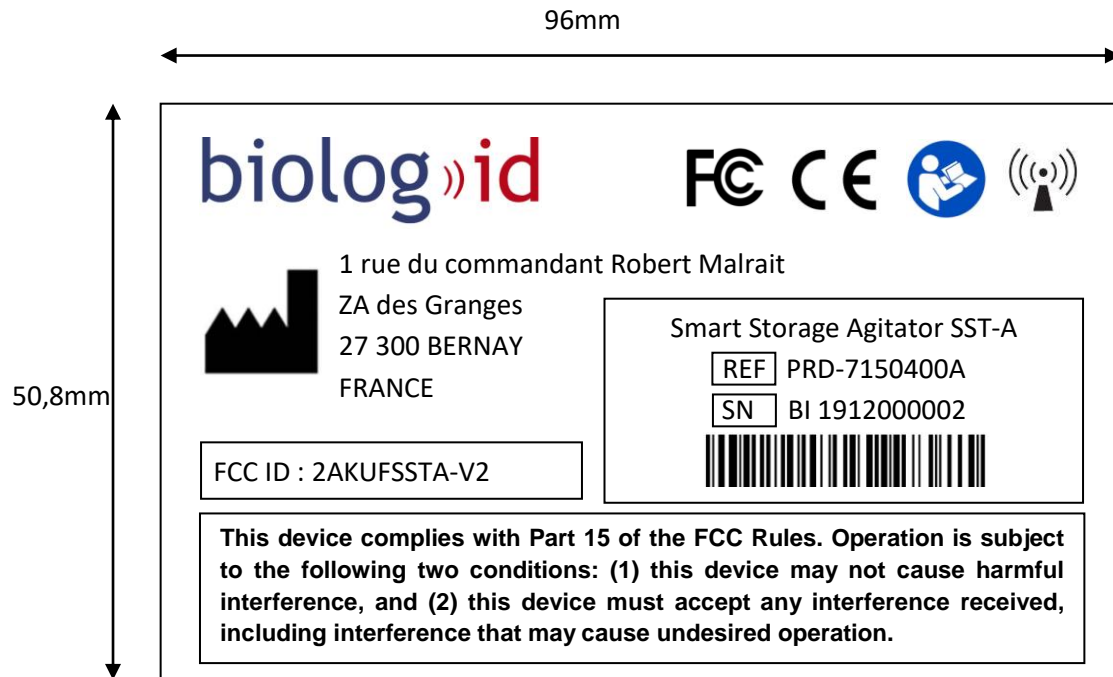 96mm
50,8mm
biolog id
FC CE
1 rue du commandant Robert Malrait
ZA des Granges
27 300 BERNAY
FRANCE
Smart Storage Agitator SST-A
REF PRD-7150400A
SN BI 1912000002
FCC ID : 2AKUFSSTA-V2
This device complies with Part 15 of the FCC Rules. Operation is subject
to the following two conditions: (1) this device may not cause harmful
interference, and (2) this device must accept any interference received,
including interference that may cause undesired operation.